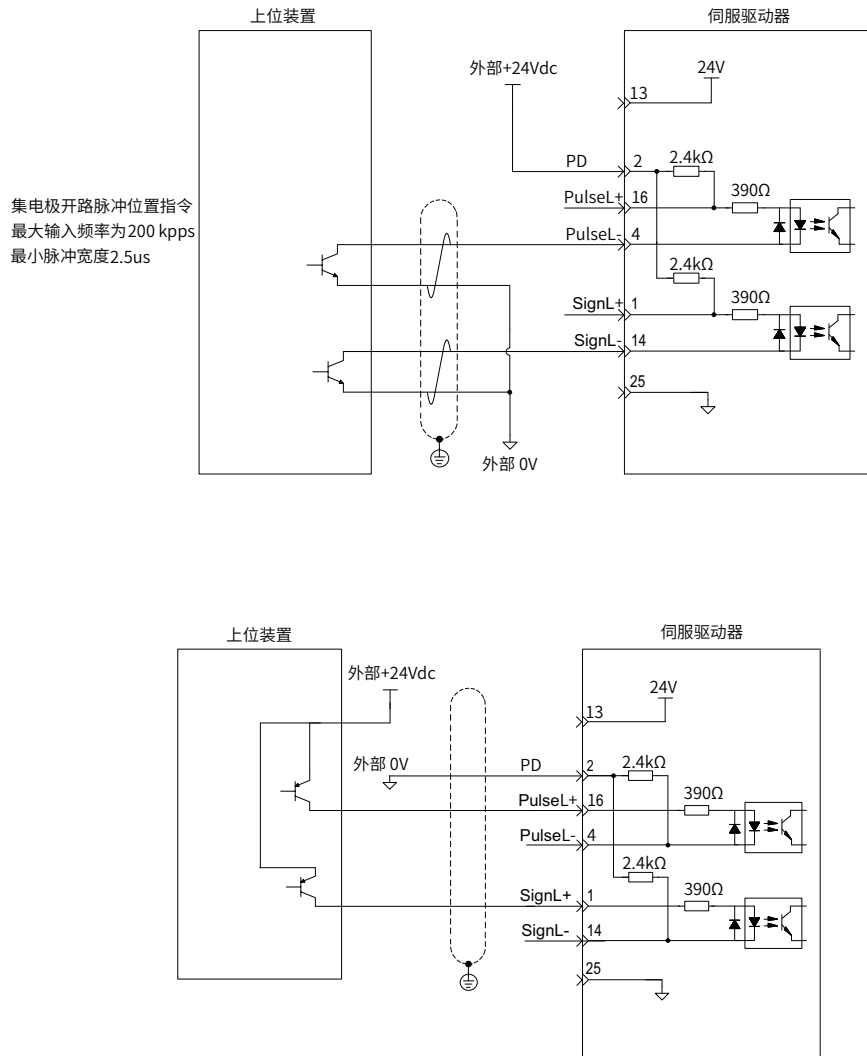 上位装置
伺服驱动器
外部+24Vdc
24V
13
PD
2
2.4kΩ
PulseL+
16
390Ω
集电极开路脉冲位置指令
最大输入频率为200 kpps
最小脉冲宽度2.5us
PulseL-
4
2.4kΩ
SignL+
1
390Ω
SignL-
14
25
外部 0V
上位装置
伺服驱动器
外部+24Vdc
24V
13
外部 0V
PD
2
2.4kΩ
PulseL+
16
390Ω
PulseL-
4
2.4kΩ
SignL+
1
390Ω
SignL-
14
25